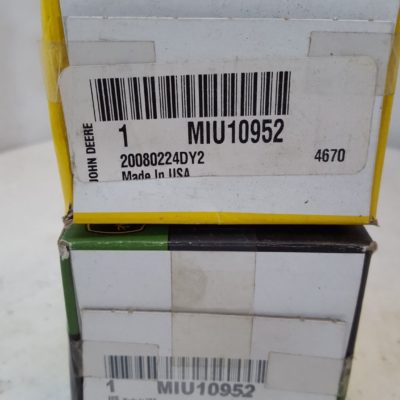 JOHN DEERE
1 MIU10952
20080224DY2 4670
Made In USA
1 MIU10952